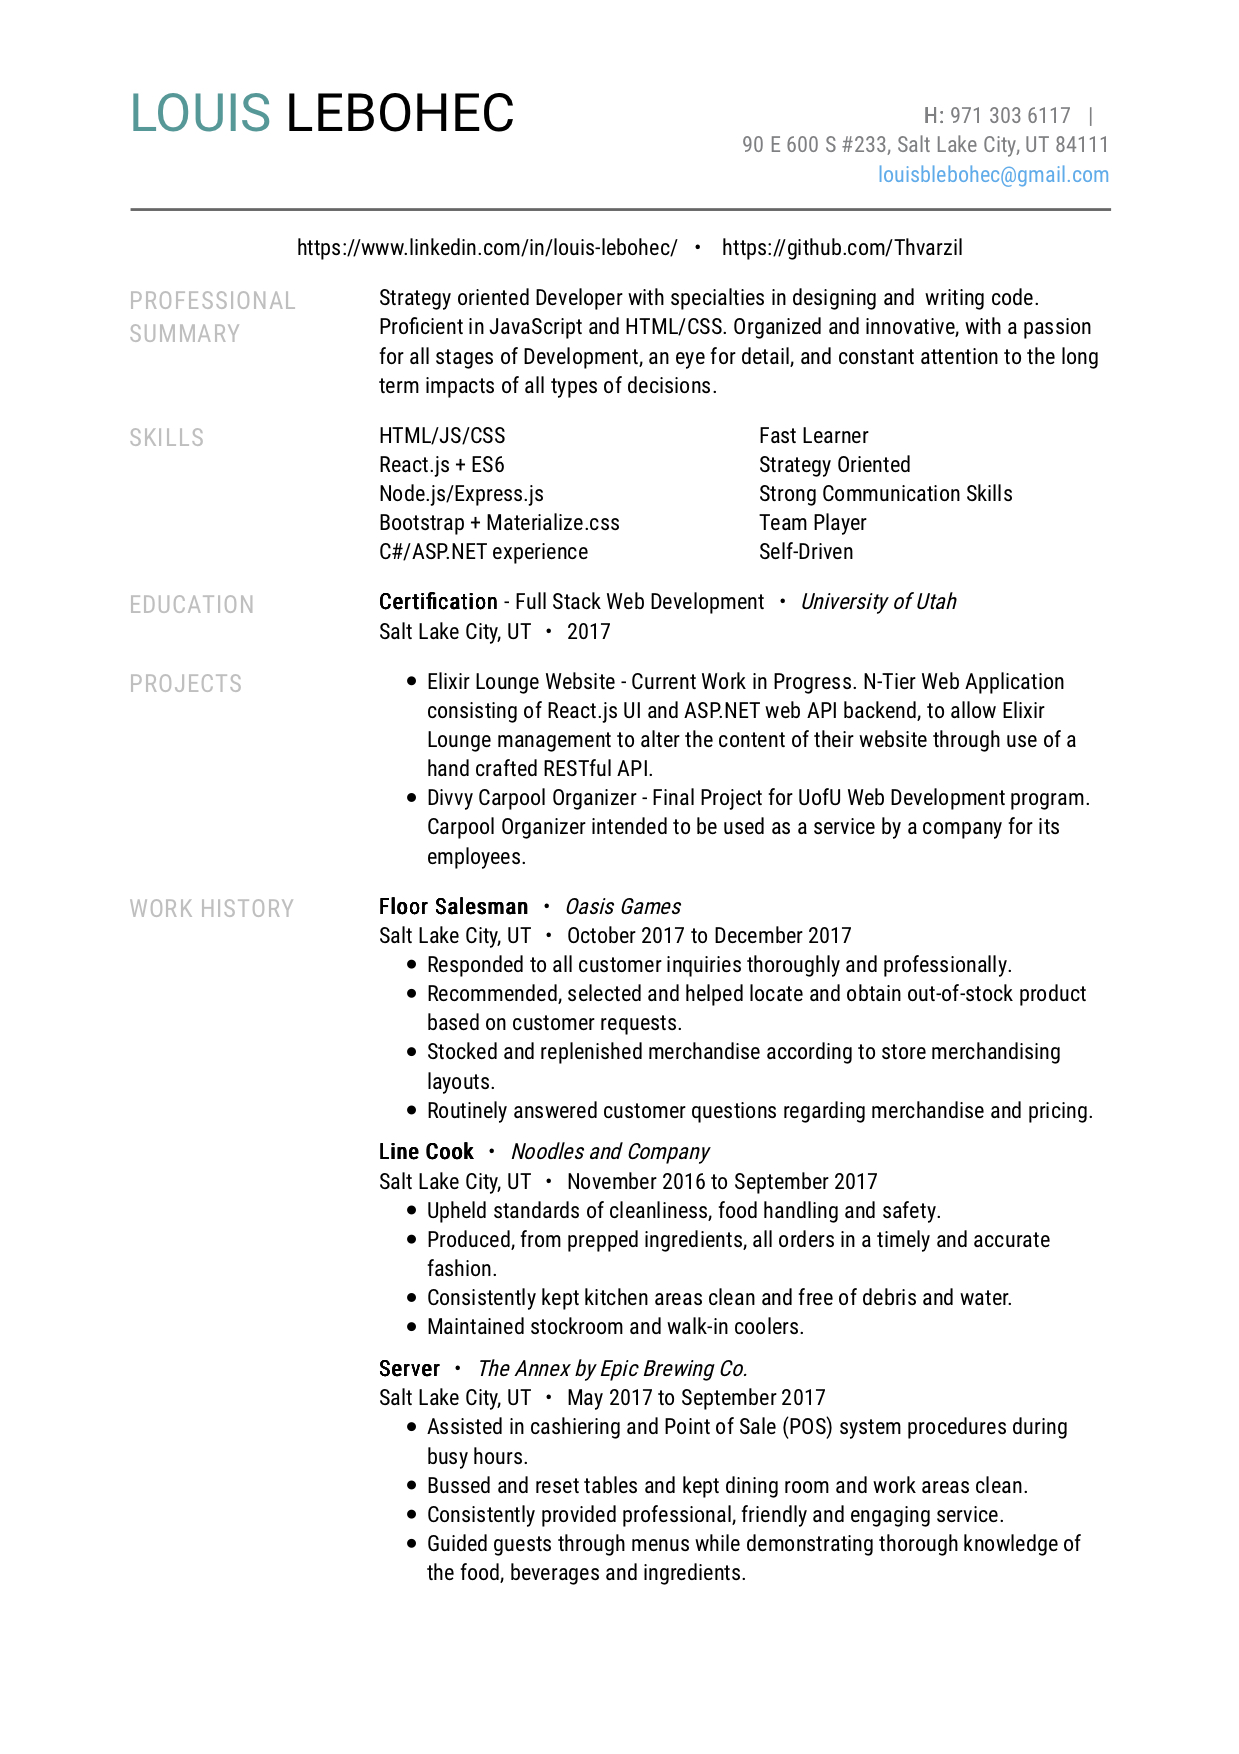 LOUIS LEBOHEC
H: 971 303 6117 |
90 E 600 S #233, Salt Lake City, UT 84111
louisblebohec@gmail.com
https://www.linkedin.com/in/louis-lebohec/ • https://github.com/Thvarzil
PROFESSIONAL
SUMMARY
Strategy oriented Developer with specialties in designing and writing code.
Proficient in JavaScript and HTML/CSS. Organized and innovative, with a passion
for all stages of Development, an eye for detail, and constant attention to the long
term impacts of all types of decisions.
SKILLS
HTML/JS/CSS
React.js + ES6
Node.js/Express.js
Bootstrap + Materialize.css
C#/ASP.NET experience
Fast Learner
Strategy Oriented
Strong Communication Skills
Team Player
Self-Driven
EDUCATION
Certification - Full Stack Web Development • University of Utah
Salt Lake City, UT • 2017
PROJECTS
• Elixir Lounge Website - Current Work in Progress. N-Tier Web Application
consisting of React.js UI and ASP.NET web API backend, to allow Elixir
Lounge management to alter the content of their website through use of a
hand crafted RESTful API.
• Divvy Carpool Organizer - Final Project for UofU Web Development program.
Carpool Organizer intended to be used as a service by a company for its
employees.
WORK HISTORY
Floor Salesman • Oasis Games
Salt Lake City, UT • October 2017 to December 2017
• Responded to all customer inquiries thoroughly and professionally.
• Recommended, selected and helped locate and obtain out-of-stock product
based on customer requests.
• Stocked and replenished merchandise according to store merchandising
layouts.
• Routinely answered customer questions regarding merchandise and pricing.
Line Cook • Noodles and Company
Salt Lake City, UT • November 2016 to September 2017
• Upheld standards of cleanliness, food handling and safety.
• Produced, from prepped ingredients, all orders in a timely and accurate
fashion.
• Consistently kept kitchen areas clean and free of debris and water.
• Maintained stockroom and walk-in coolers.
Server • The Annex by Epic Brewing Co.
Salt Lake City, UT • May 2017 to September 2017
• Assisted in cashiering and Point of Sale (POS) system procedures during
busy hours.
• Bussed and reset tables and kept dining room and work areas clean.
• Consistently provided professional, friendly and engaging service.
• Guided guests through menus while demonstrating thorough knowledge of
the food, beverages and ingredients.